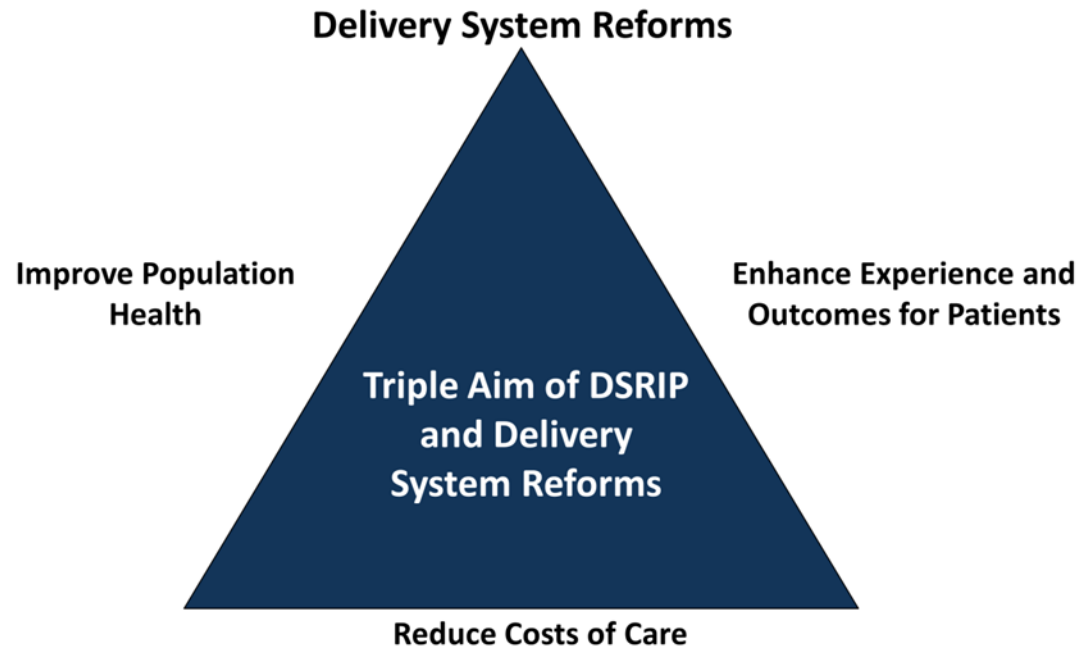 Delivery System Reforms
Improve Population
Health
Enhance Experience and
Outcomes for Patients
Triple Aim of DSRIP
and Delivery
System Reforms
Reduce Costs of Care